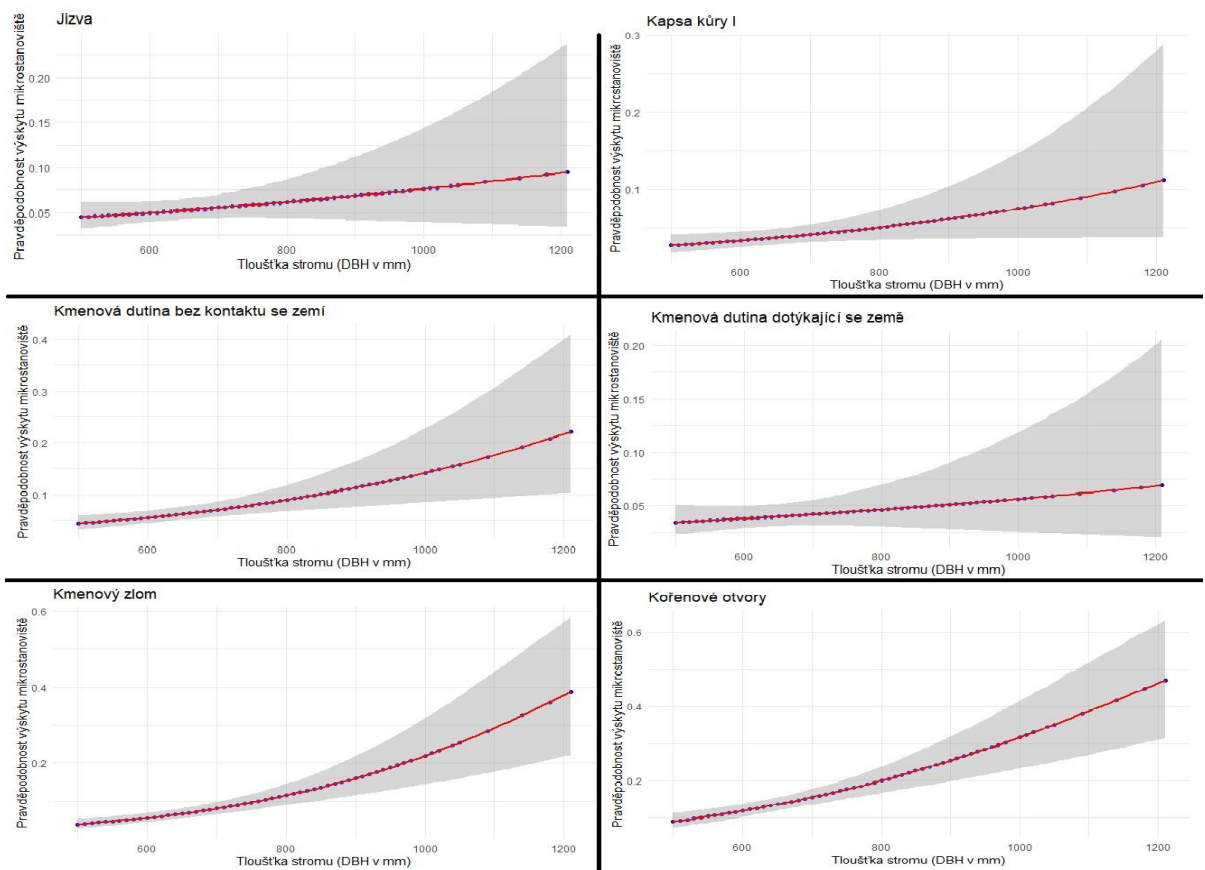 Jizva
Pravděpodobnost výskytu mikrostanoviště
0.20
0.15
0.10
0.05
600
800
1000
1200
Tloušťka stromu (DBH v mm)
Kapsa kůry I
Pravděpodobnost výskytu mikrcstanoviště
0.3
0.2
0.1
600
800
1000
1200
Tloušťka stromu (DBH v mm)
Kmenová dutina bez kontaktu se zemí
Pravděpodobnost výskytu mikrostanoviště
0.4
0.3
0.2
0.1
600
800
1000
1200
Tloušťka stromu (DBH v mm)
Kmenová dutina dotýkající se země
Pravděpodobnost výskytu mikrostanoviště
0.20
0.15
0.10
0.05
600
800
1000
1200
Tloušťka stromu (DBH v mm)
Kmenový zlom
Pravděpodobnost výskytu mikrostanoviště
0.6
0.4
0.2
600
800
1000
1200
Tloušťka stromu (DBH v mm)
Kořenové otvory
Pravděpodobnost výskytu mikrostanoviště
0.6
0.4
0.2
600
800
1000
1200
Tloušťka stromu (DBH v mm)